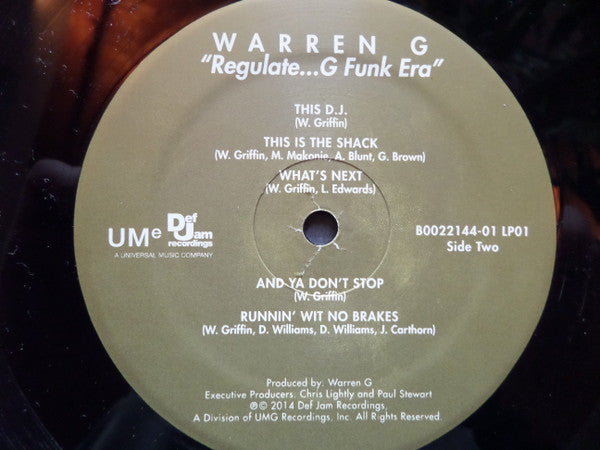 WARREN G
"Regulate...G Funk Era"
THIS D.J.
(W. Griffin)
THIS IS THE SHACK
(W. Griffin, M. Makonie, A. Blunt, G. Brown)
WHAT'S NEXT
(W. Griffin, L. Edwards)
UMe
A UNIVERSAL MUSIC COMPANY
Def
Jam
recordings
B0022144-01 LP01
Side Two
AND YA DON'T STOP
(W. Griffin)
RUNNIN' WIT NO BRAKES
(W. Griffin, D. Williams, D. Williams, J. Carthorn)
Produced by: Warren G
Executive Producers: Chris Lightly and Paul Stewart
℗© 2014 Def Jam Recordings,
A Division of UMG Recordings, Inc. All Rights Reserved.